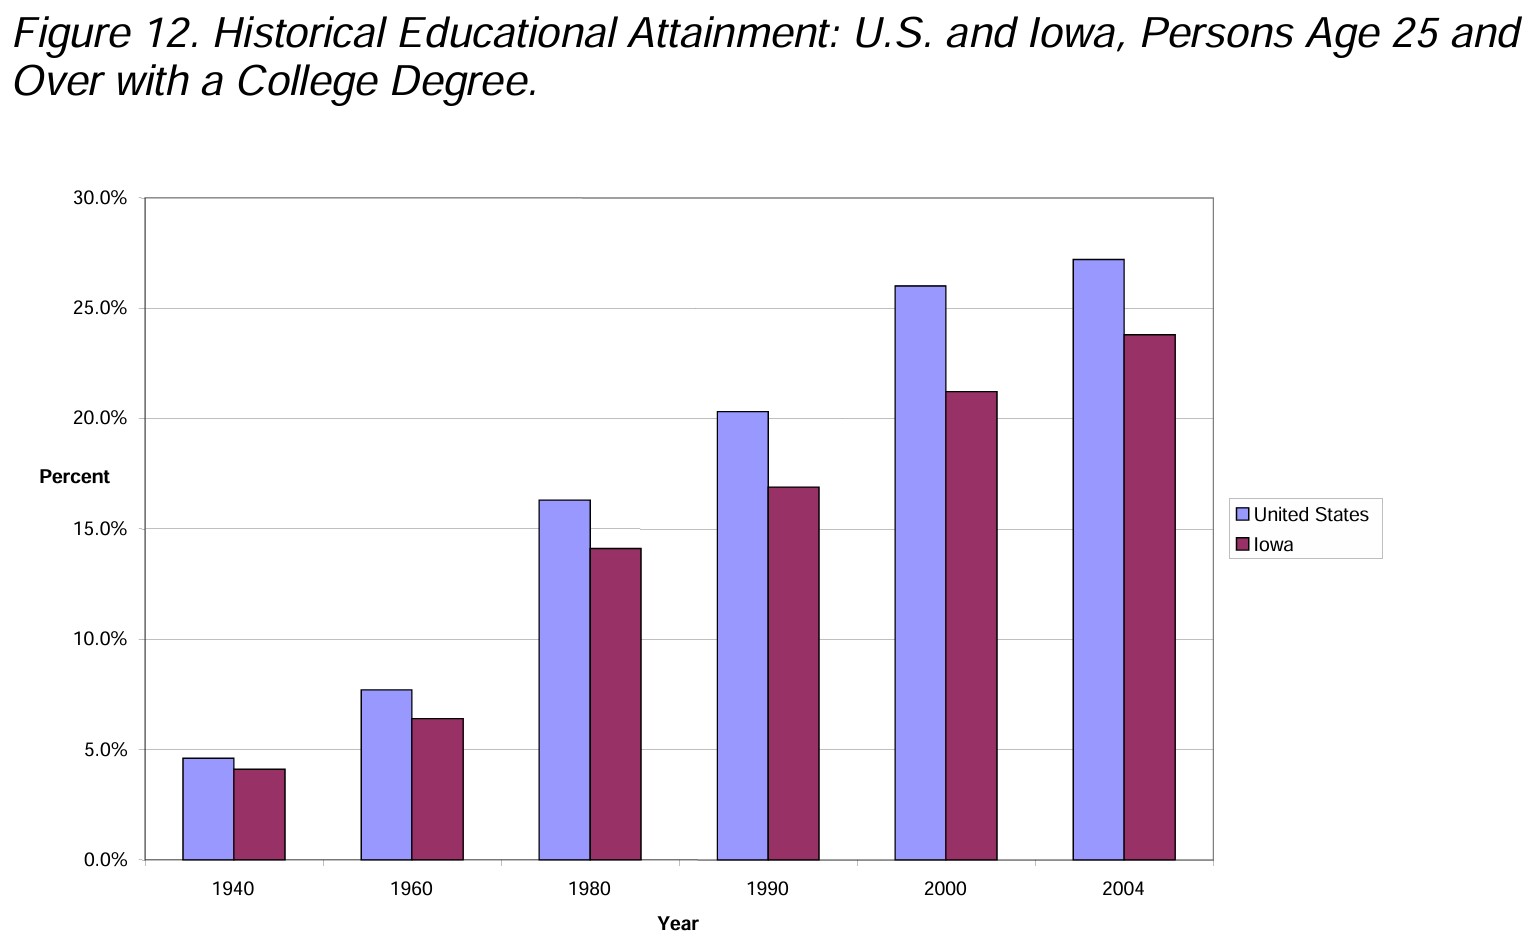 Figure 12. Historical Educational Attainment: U.S. and Iowa, Persons Age 25 and
Over with a College Degree.
30.0%
25.0%
20.0%
Percent
15.0%
10.0%
5.0%
0.0%
1940 1960 1980 1990 2000 2004
Year
United States
Iowa